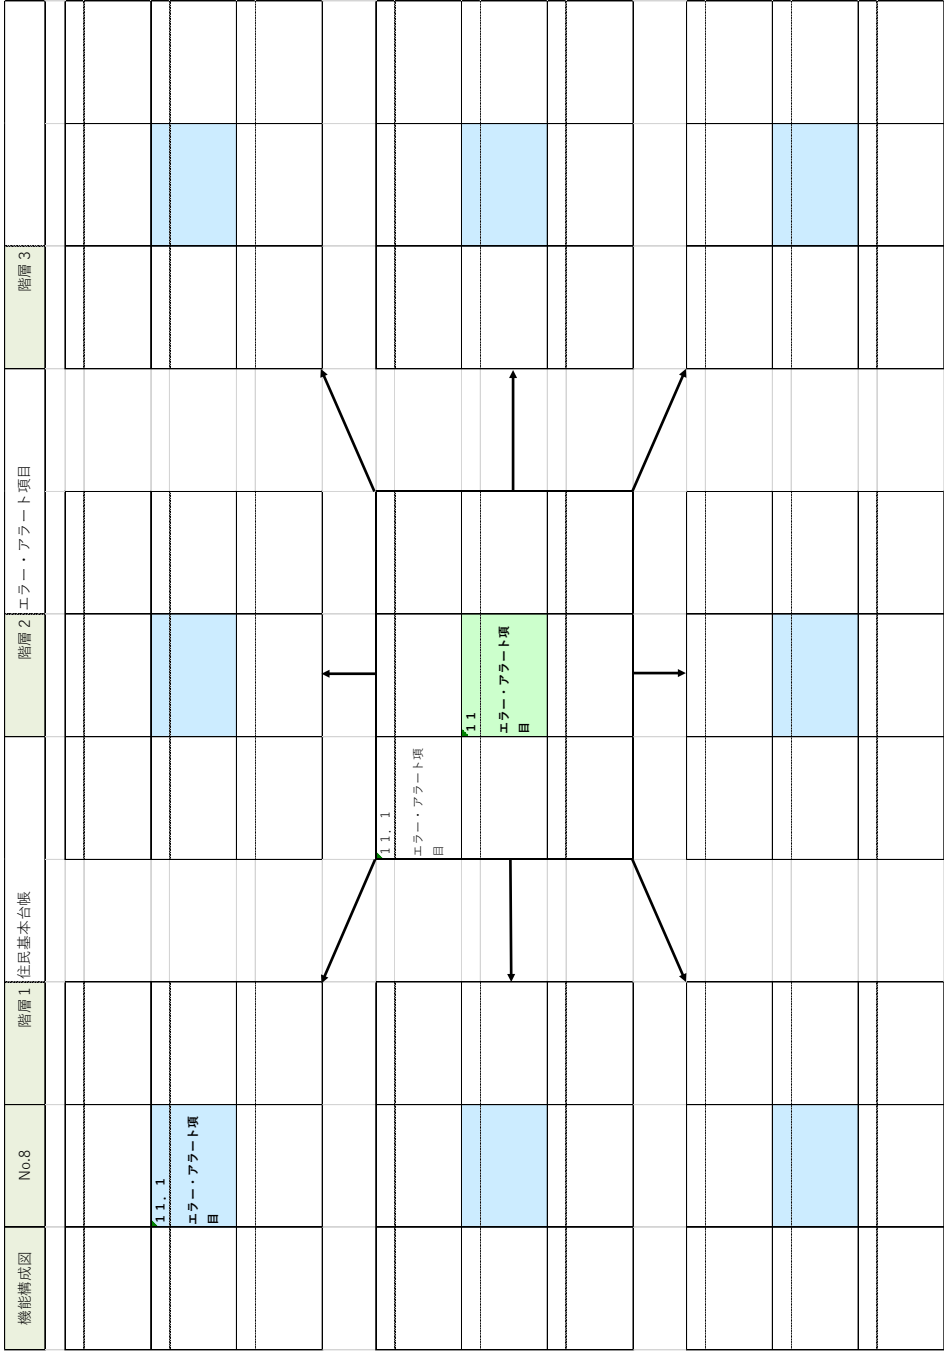 機能構成図
No.8
階層１
住民基本台帳
階層２
エラー・アラート項目
階層３
１１．１
エラー・アラート項
目
１１．１
エラー・アラート項
目
１１
エラー・アラート項
目